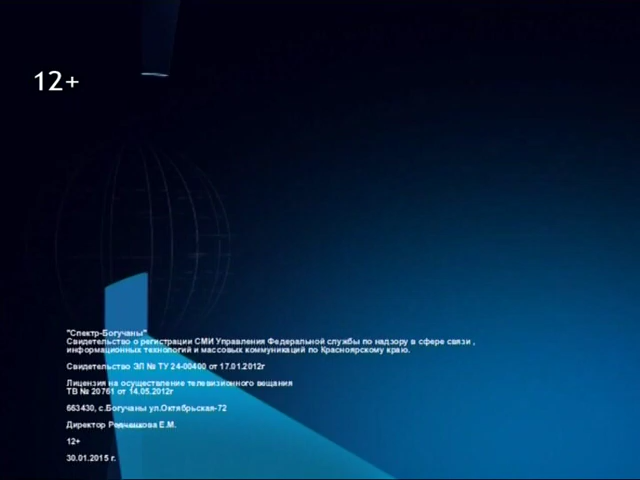 12+
"Спектр-Богучаны"
Свидетельство о регистрации СМИ Управления Федеральной службы по надзору в сфере связи ,
информационных технологий и массовых коммуникаций по Красноярскому краю.
Свидетельство ЭЛ № ТУ 24-00400 от 17.01.2012г
Лицензия на осуществление телевизионного вещания
ТВ № 20761 от 14.05.2012г
663430, с.Богучаны ул.Октябрьская-72
Директор Редчашкова Е.М.
12+
30.01.2015 г.